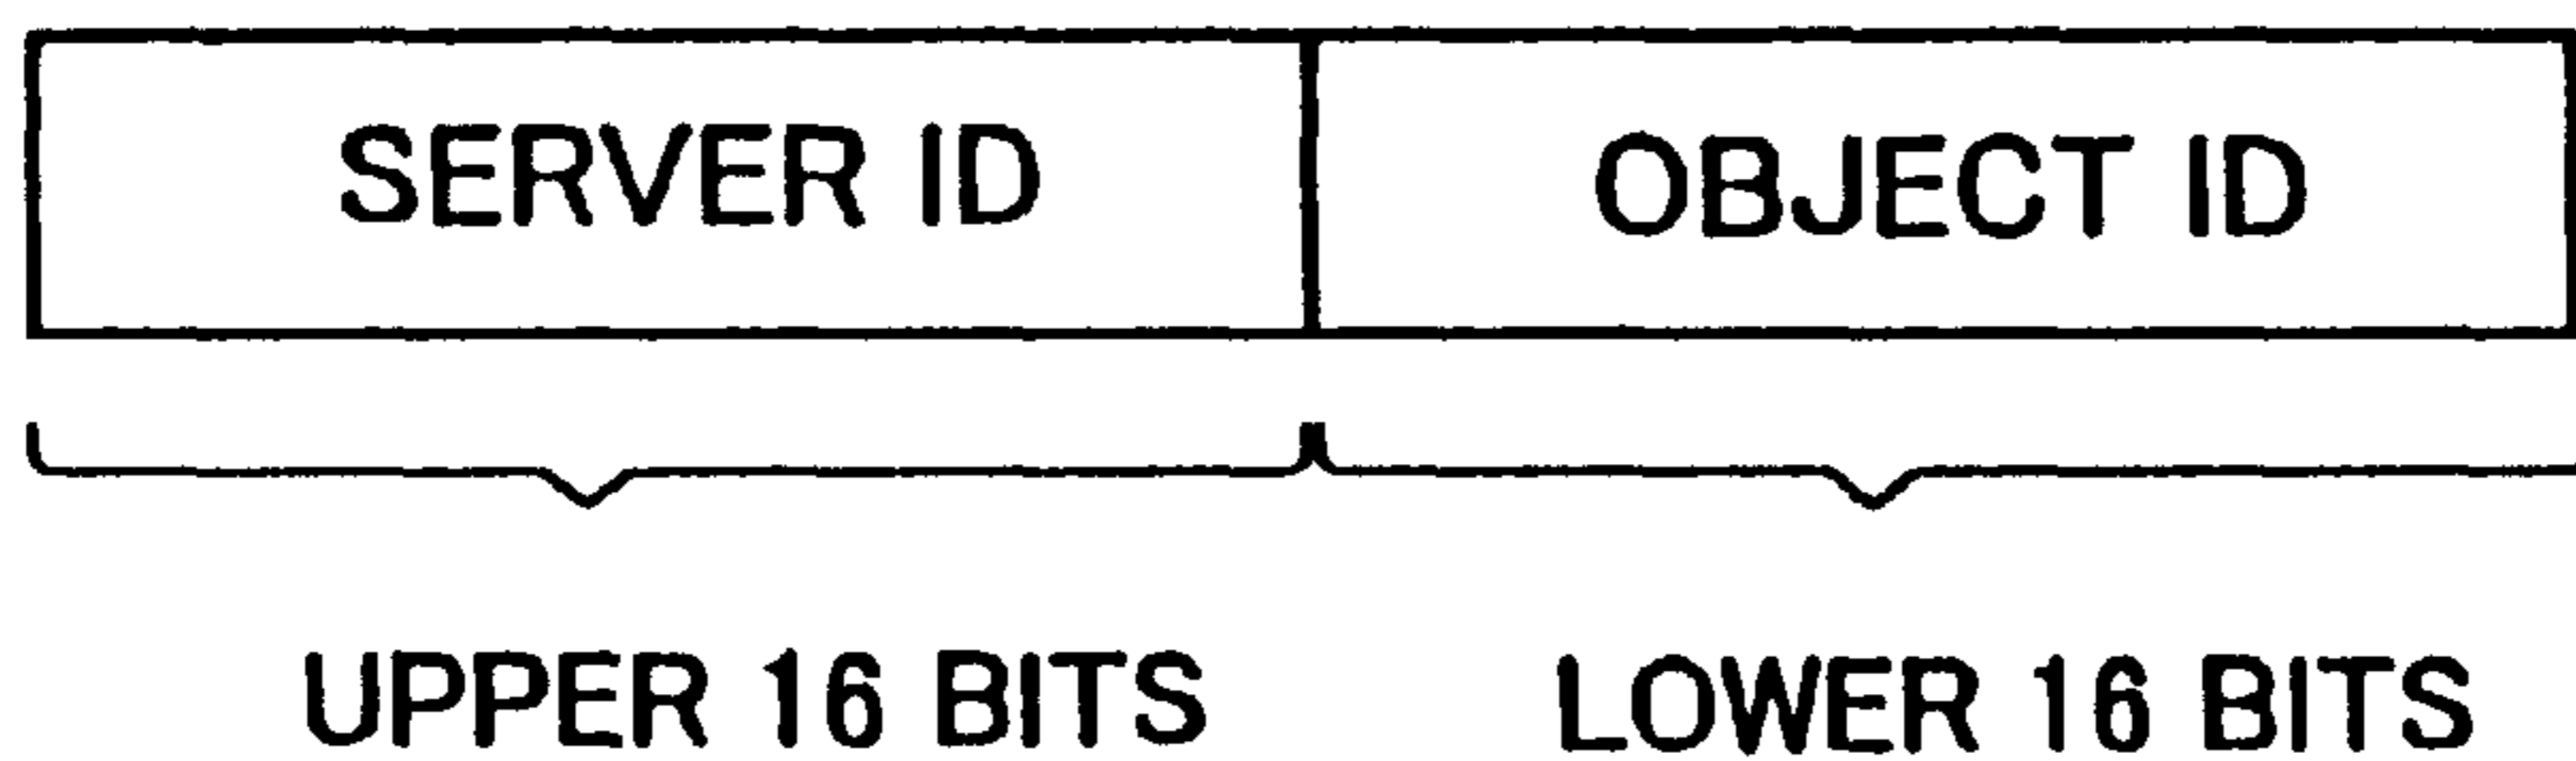 SERVER ID OBJECT ID
UPPER 16 BITS LOWER 16 BITS